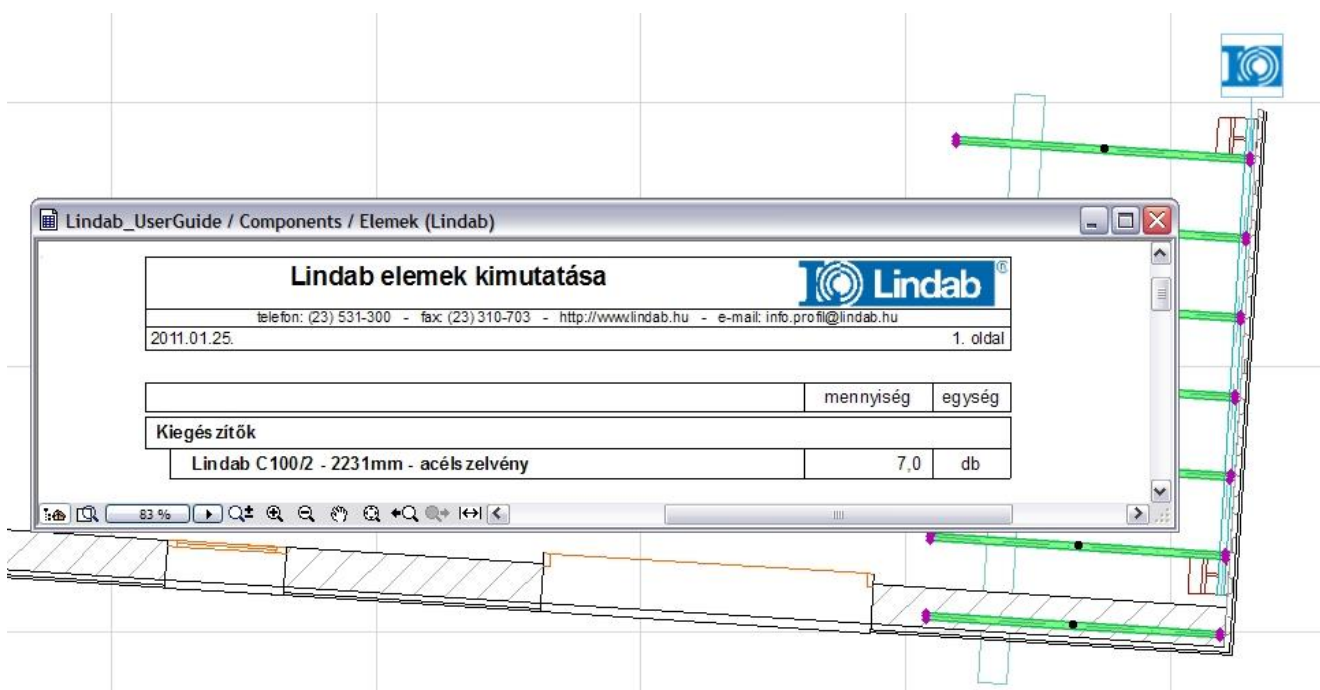 Lindab_UserGuide / Components / Elemek (Lindab)
Lindab elemek kimutatása
Lindab®
telefon: (23) 531-300 - fax: (23) 310-703 - http://www.lindab.hu - e-mail: info.profil@lindab.hu
2011.01.25. 1. oldal
mennyiség egység
Kiegészítők
Lindab C100/2 - 2231mm - acélszelvény 7,0 db
83 %